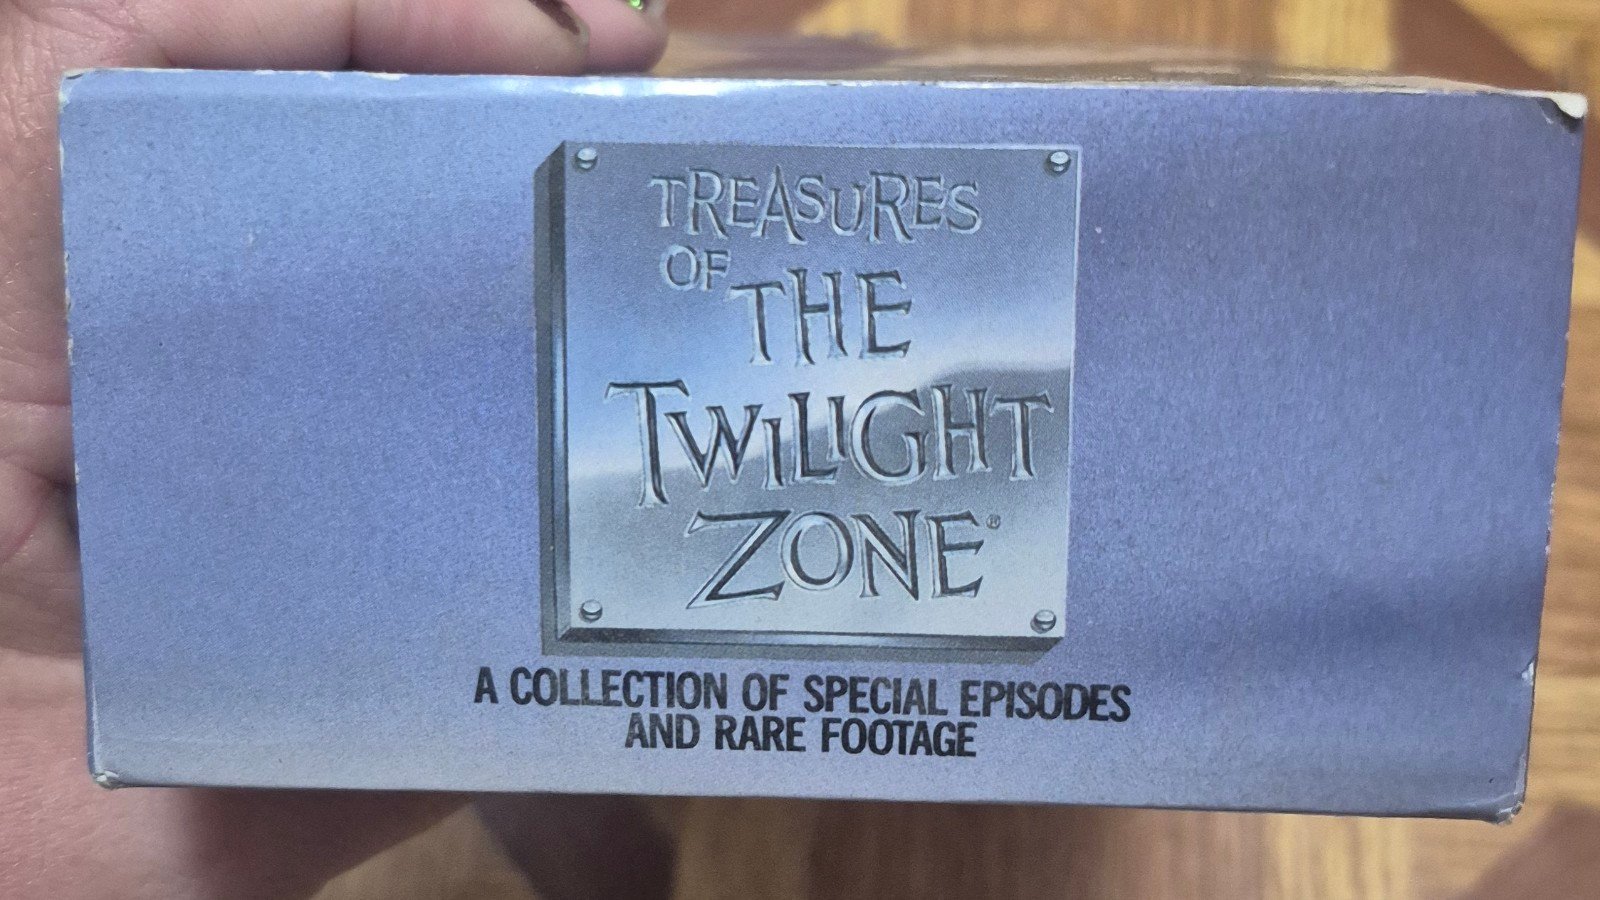 TREASURES
OF THE
TWILIGHT
ZONE®
A COLLECTION OF SPECIAL EPISODES
AND RARE FOOTAGE